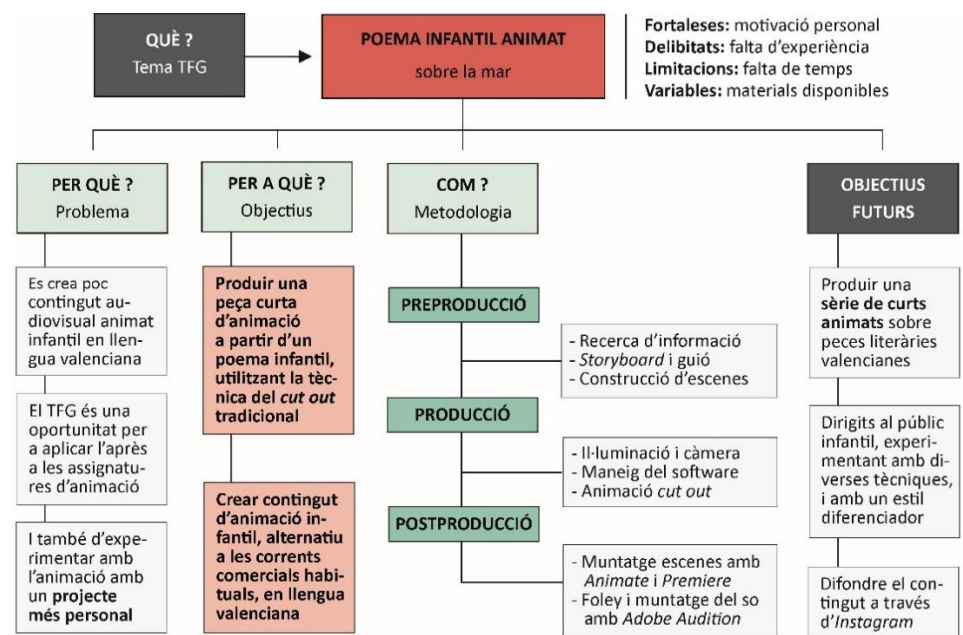 QUÈ ?
Tema TFG
POEMA INFANTIL ANIMAT
sobre la mar
Fortaleses: motivació personal
Delibitats: falta d'experiència
Limitacions: falta de temps
Variables: materials disponibles
PER QUÈ ?
Problema
Es crea poc
contingut au-
diovisual animat
infantil en llen-
gua valenciana
El TFG és una
oportunitat per
a aplicar l'après
a les assignatu-
res d'animació
I també d'expe-
rimentar amb
l'animació amb
un projecte
més personal
PER A QUÈ ?
Objectius
Produir una
peça curta
d'animació
a partir d'un
poema infantil,
utilitzant la tèc-
nica del cut out
tradicional
Crear contingut
d'animació in-
fantil, alternatiu
a les corrents
comercials habi-
tuals, en llengua
valenciana
COM ?
Metodologia
PREPRODUCCIÓ
- Recerca d'informació
- Storyboard i guió
- Construcció d'escenes
PRODUCCIÓ
- Il·luminació i càmera
- Maneig del software
- Animació cut out
POSTPRODUCCIÓ
- Muntatge escenes amb
Animate i Premiere
- Foley i muntatge del so
amb Adobe Audition
OBJECTIUS
FUTURS
Produir una
sèrie de curts
animats sobre
peces literàries
valencianes
Dirigits al públic
infantil, experi-
mentant amb di-
verses tècniques,
i amb un estil
diferenciador
Difondre el con-
tingut a través
d'Instagram